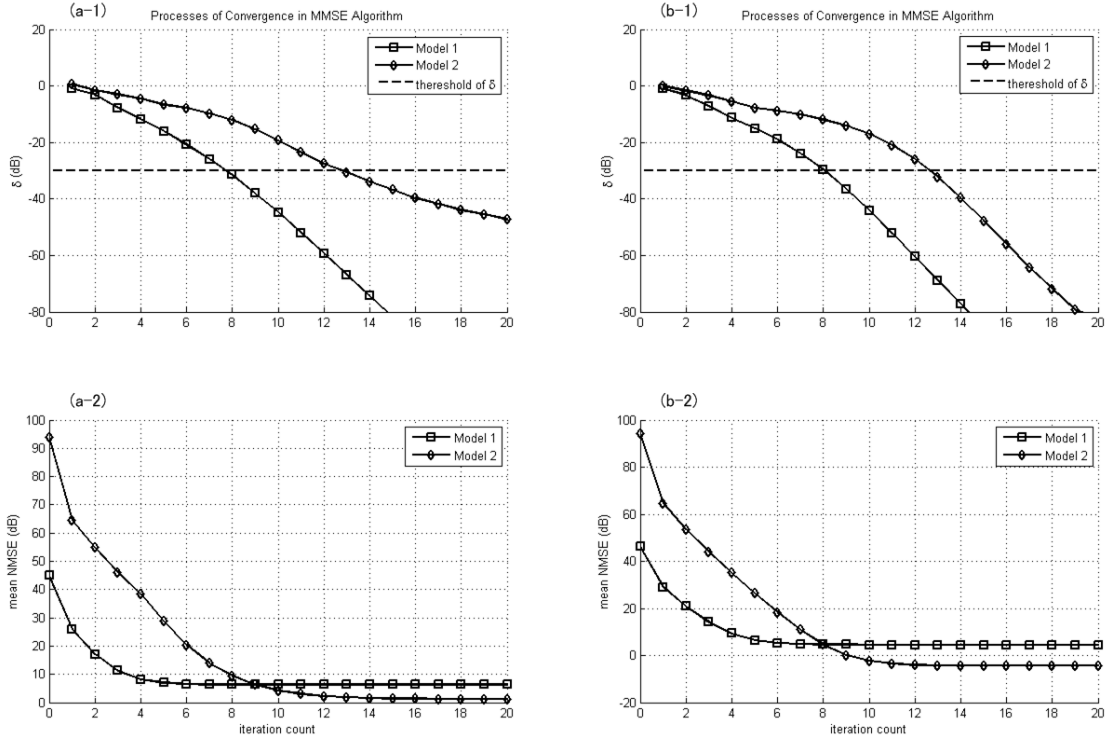 (a-1)
Processes of Convergence in MMSE Algorithm
20
0
-20
-40
-60
-80
δ (dB)
0 2 4 6 8 10 12 14 16 18 20
Model 1
Model 2
thereshold of δ
(b-1)
Processes of Convergence in MMSE Algorithm
20
0
-20
-40
-60
-80
δ (dB)
0 2 4 6 8 10 12 14 16 18 20
Model 1
Model 2
thereshold of δ
(a-2)
100
90
80
70
60
50
40
30
20
10
0
mean NMSE (dB)
0 2 4 6 8 10 12 14 16 18 20
iteration count
Model 1
Model 2
(b-2)
100
80
60
40
20
0
-20
mean NMSE (dB)
0 2 4 6 8 10 12 14 16 18 20
iteration count
Model 1
Model 2